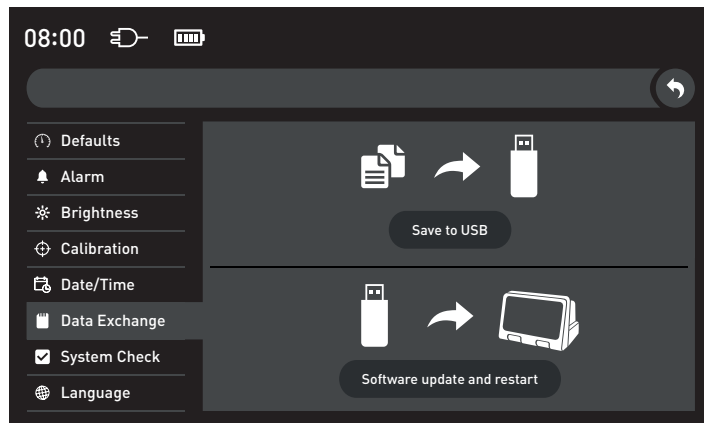 08:00
Defaults
Alarm
Brightness
Calibration
Date/Time
Data Exchange
System Check
Language
Save to USB
Software update and restart